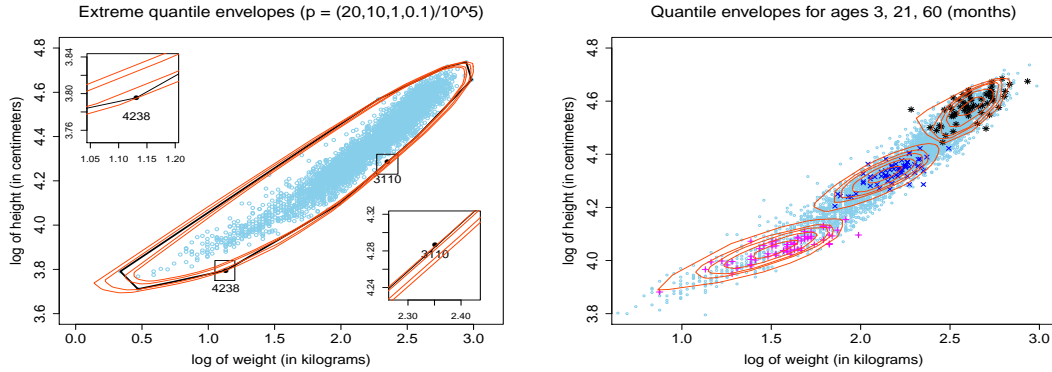 Extreme quantile envelopes (p = (20,10,1,0.1)/10^5)
log of height (in centimeters)
4.8
4.6
4.4
4.2
4.0
3.8
3.6
3.84
3.80
3.76
4238
1.05 1.10 1.15 1.20
3110
4238
4.32
4.28
4.24
3110
2.30 2.40
0.0 0.5 1.0 1.5 2.0 2.5 3.0
log of weight (in kilograms)
Quantile envelopes for ages 3, 21, 60 (months)
log of height (in centimeters)
4.8
4.6
4.4
4.2
4.0
3.8
1.0 1.5 2.0 2.5 3.0
log of weight (in kilograms)